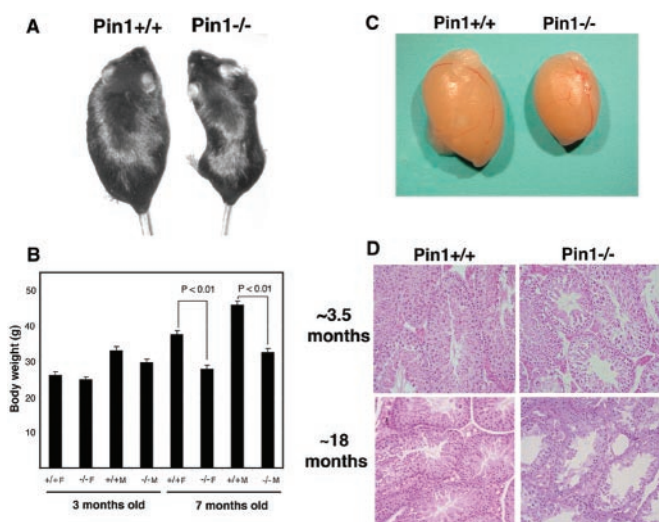 A
Pin1+/+ Pin1-/-
B
Body weight (g)
50
40
30
20
10
P < 0.01
P < 0.01
+/+F -/-F +/+M -/-M +/+F -/-F +/+M -/-M
3 months old 7 months old
C
Pin1+/+ Pin1-/-
D
Pin1+/+ Pin1-/-
~3.5
months
~18
months